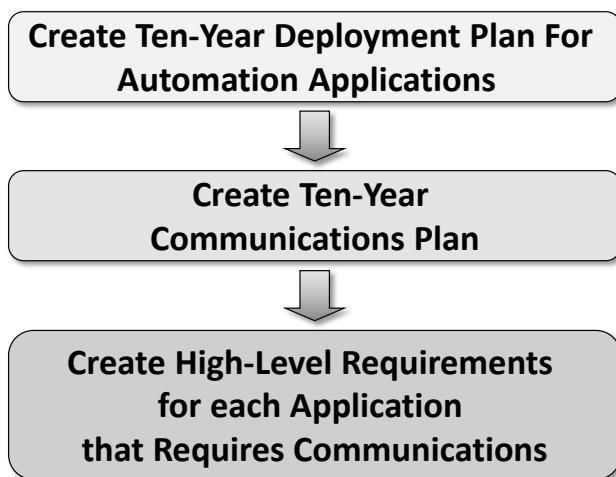 Create Ten-Year Deployment Plan For
Automation Applications
Create Ten-Year
Communications Plan
Create High-Level Requirements
for each Application
that Requires Communications